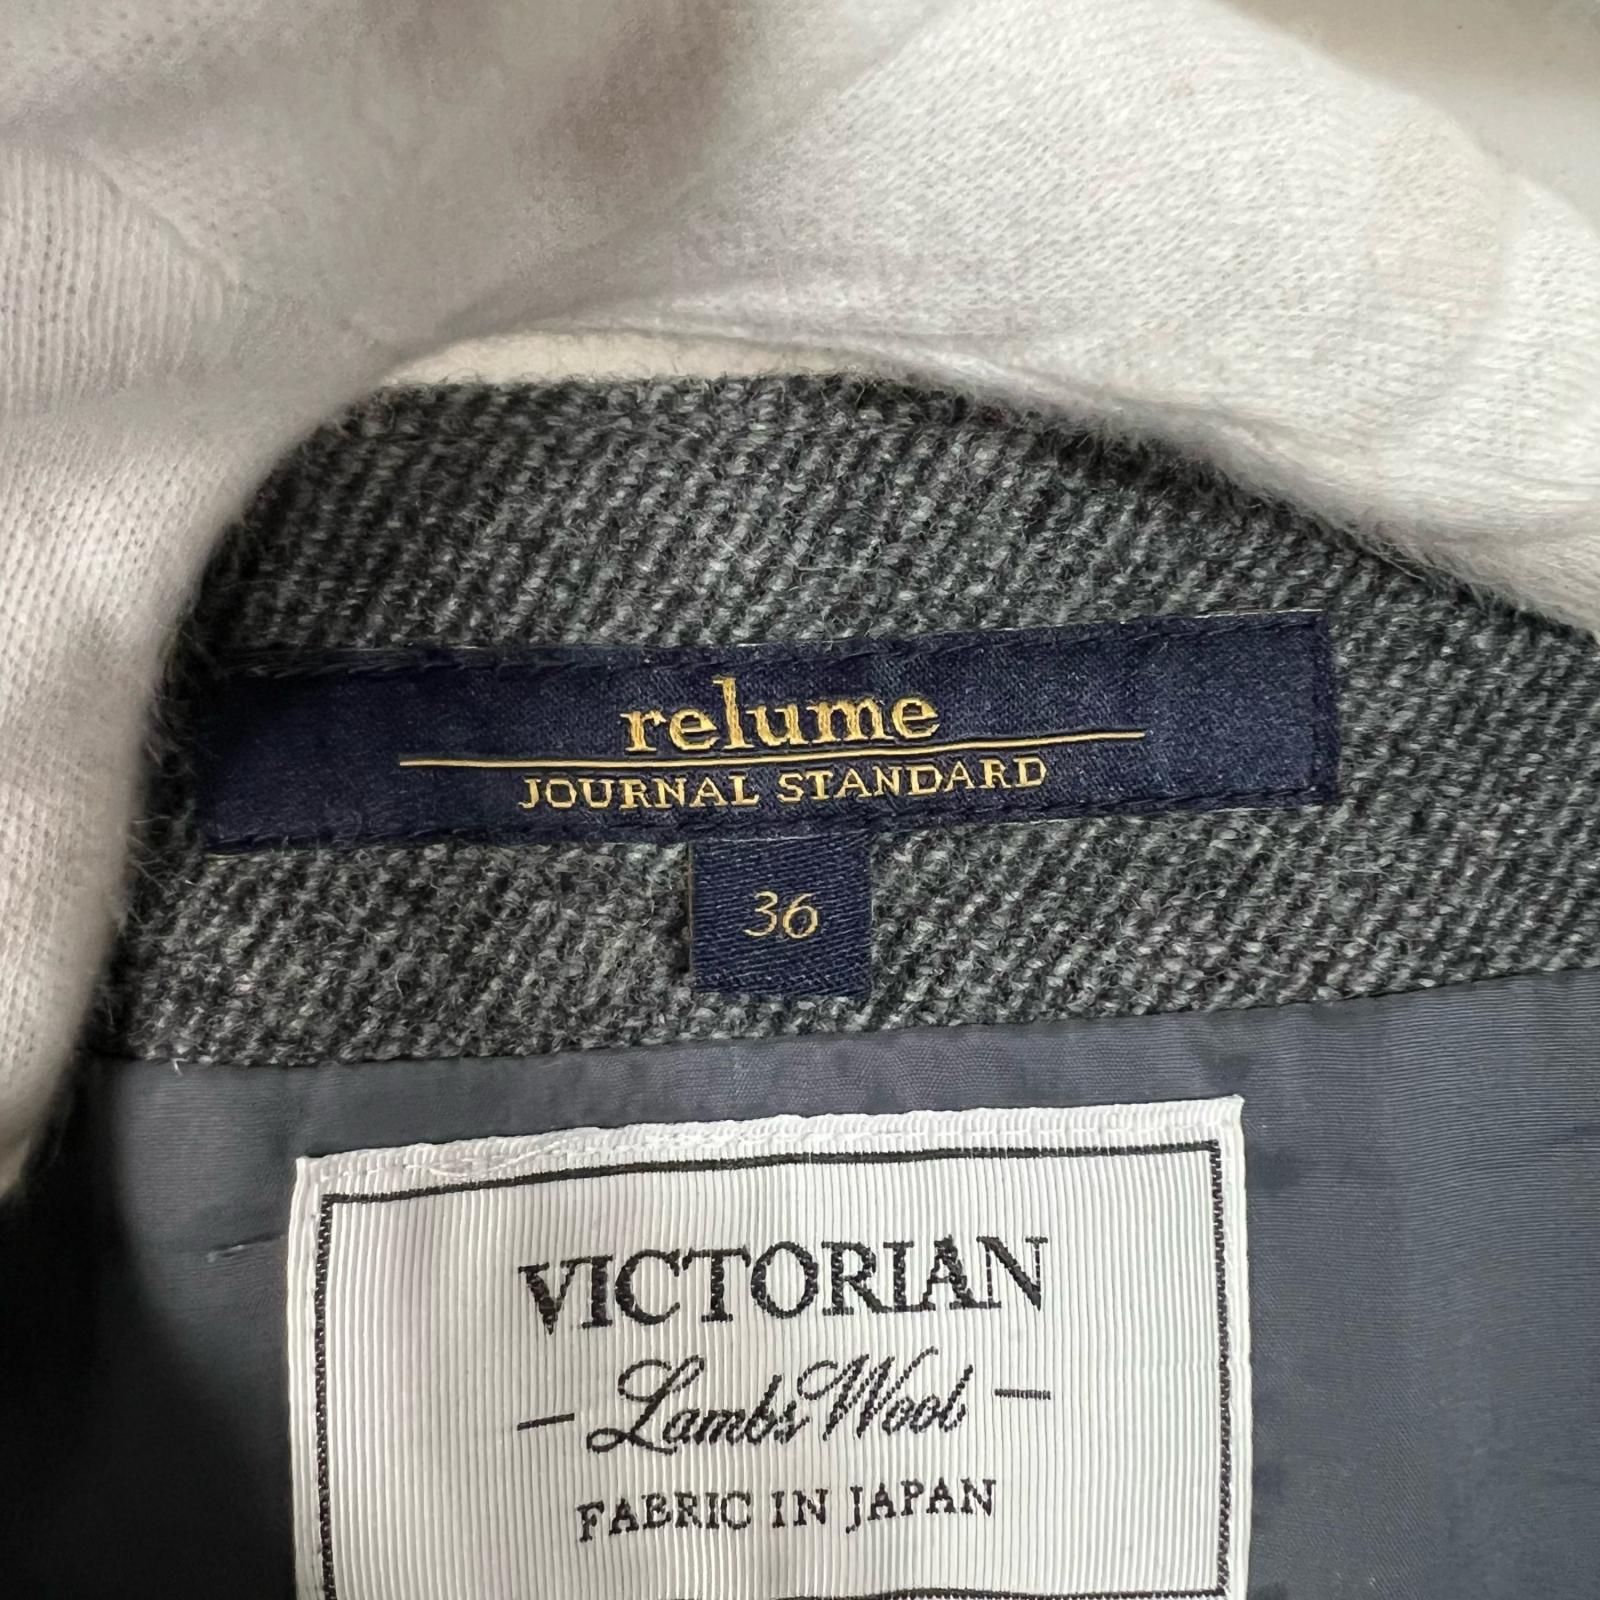 relume
JOURNAL STANDARD
36
VICTORIAN
- Lambs Wool -
FABRIC IN JAPAN